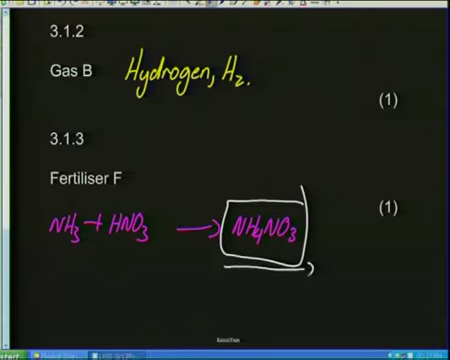 3.1.2
Gas B Hydrogen, H₂.
(1)
3.1.3
Fertiliser F
(1)
NH₃ + HNO₃ → NH₄NO₃